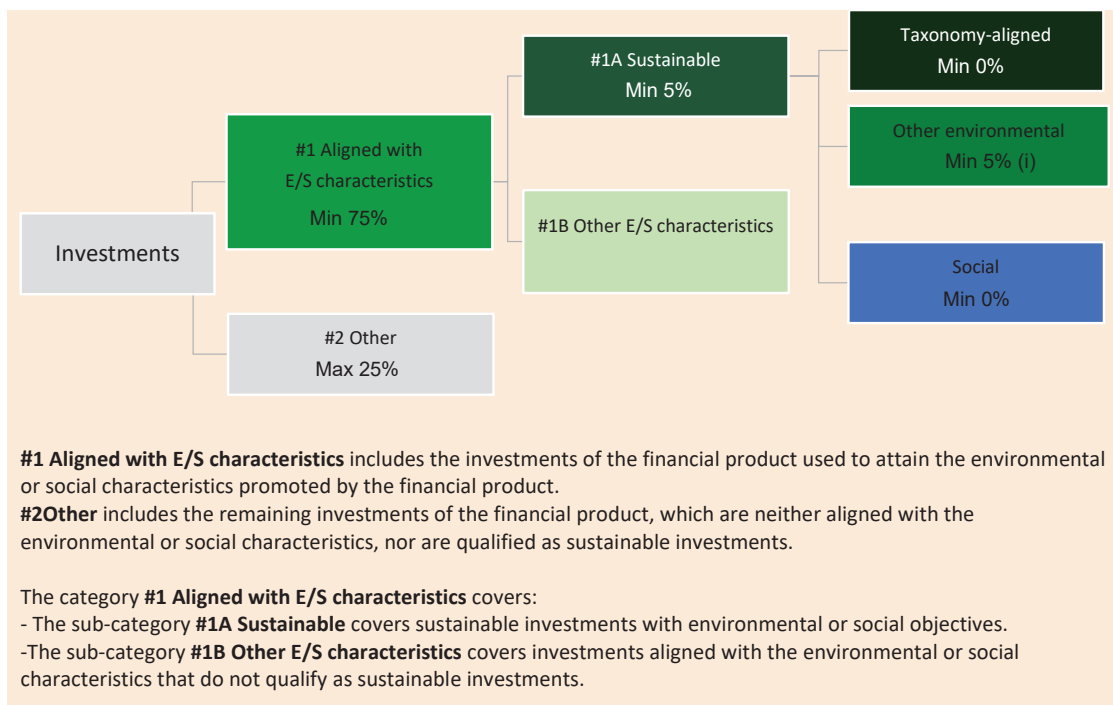 Taxonomy-aligned
Min 0%
#1A Sustainable
Min 5%
Other environmental
Min 5% (i)
#1 Aligned with
E/S characteristics
Min 75%
#1B Other E/S characteristics
Investments
Social
Min 0%
#2 Other
Max 25%
#1 Aligned with E/S characteristics includes the investments of the financial product used to attain the environmental
or social characteristics promoted by the financial product.
#2Other includes the remaining investments of the financial product, which are neither aligned with the
environmental or social characteristics, nor are qualified as sustainable investments.
The category #1 Aligned with E/S characteristics covers:
- The sub-category #1A Sustainable covers sustainable investments with environmental or social objectives.
-The sub-category #1B Other E/S characteristics covers investments aligned with the environmental or social
characteristics that do not qualify as sustainable investments.